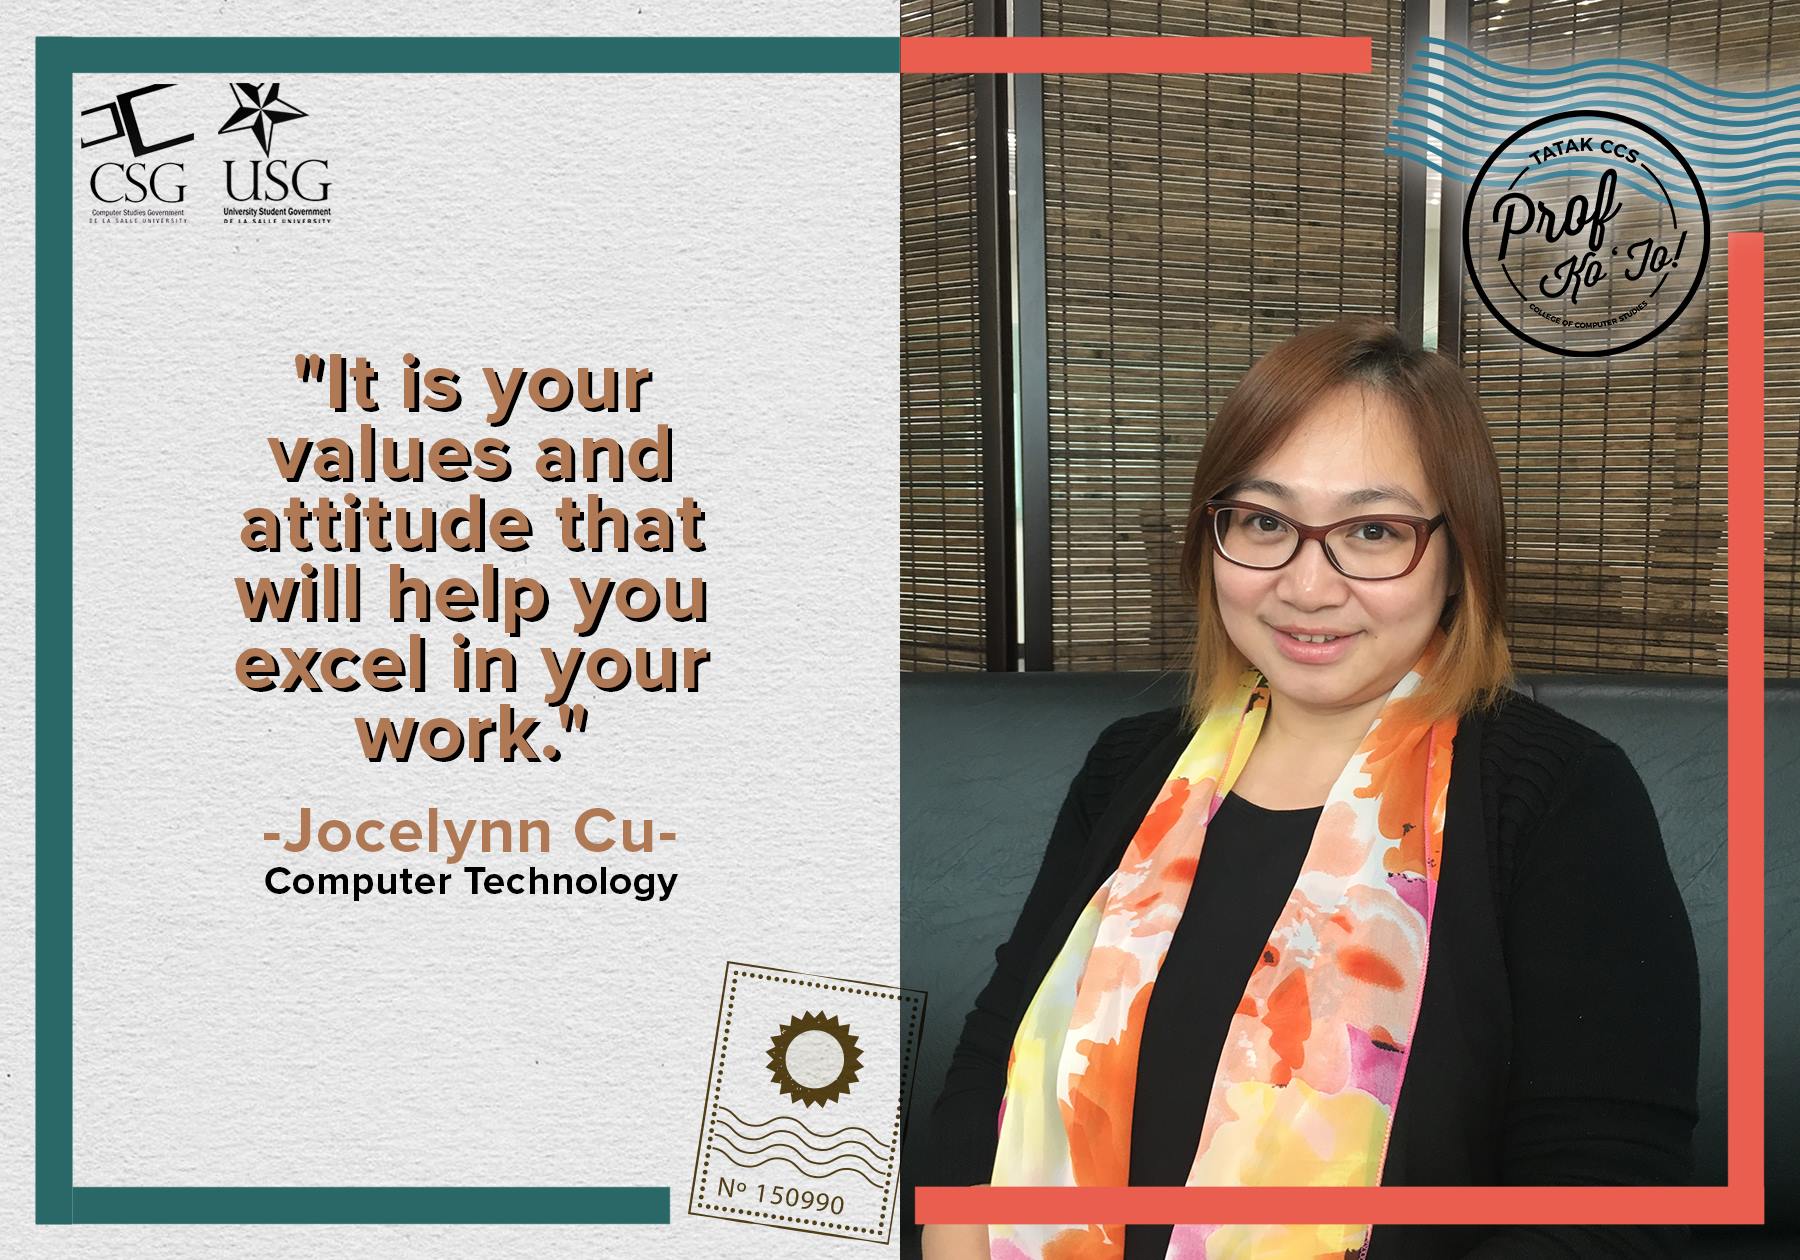 CSG
Computer Studies Government
DE LA SALLE UNIVERSITY
USG
University Student Government
DE LA SALLE UNIVERSITY
"It is your
values and
attitude that
will help you
excel in your
work."
-Jocelynn Cu-
Computer Technology
Nº 150990
TATAK CCS
Prof
Ko 'To!
COLLEGE OF COMPUTER STUDIES